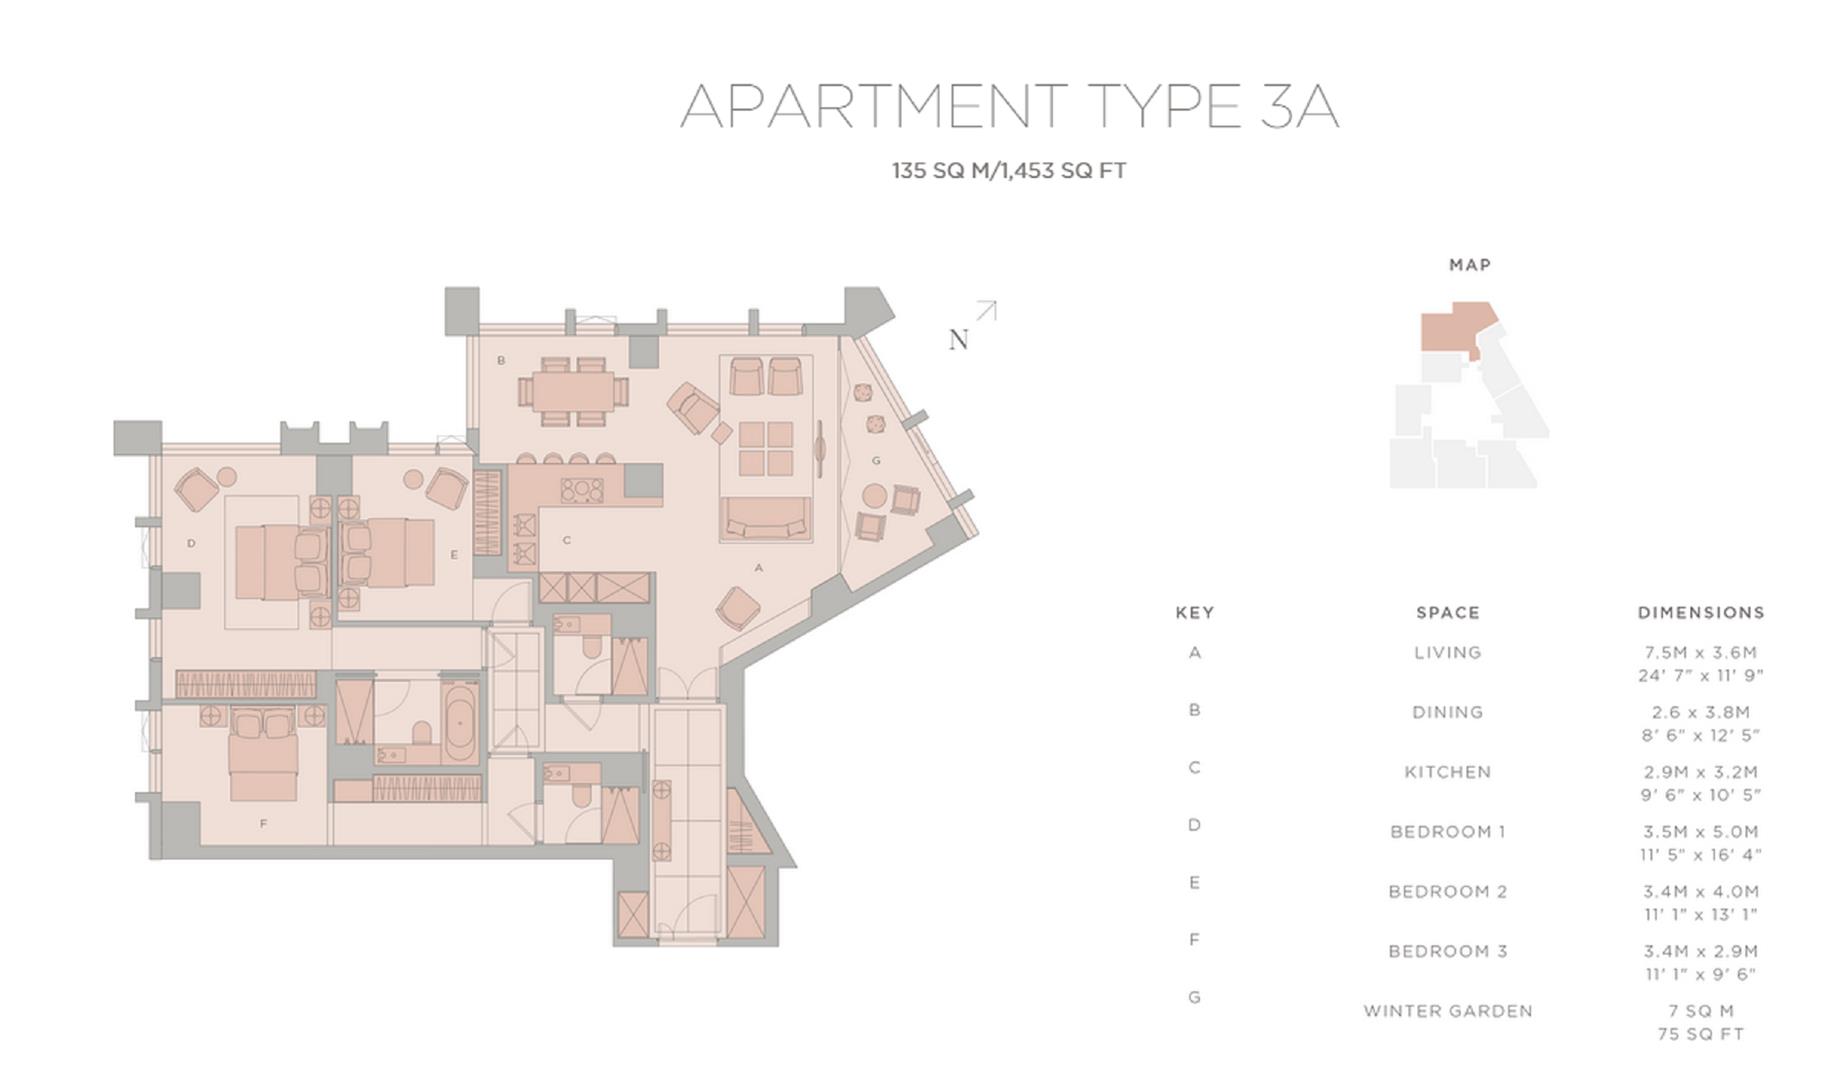 APARTMENT TYPE 3A
135 SQ M/1,453 SQ FT
MAP
N
B
G
D
E
C
A
F
KEY SPACE DIMENSIONS
A LIVING 7.5M x 3.6M
24' 7" x 11' 9"
B DINING 2.6 x 3.8M
8' 6" x 12' 5"
C KITCHEN 2.9M x 3.2M
9' 6" x 10' 5"
D BEDROOM 1 3.5M x 5.0M
11' 5" x 16' 4"
E BEDROOM 2 3.4M x 4.0M
11' 1" x 13' 1"
F BEDROOM 3 3.4M x 2.9M
11' 1" x 9' 6"
G WINTER GARDEN 7 SQ M
75 SQ FT